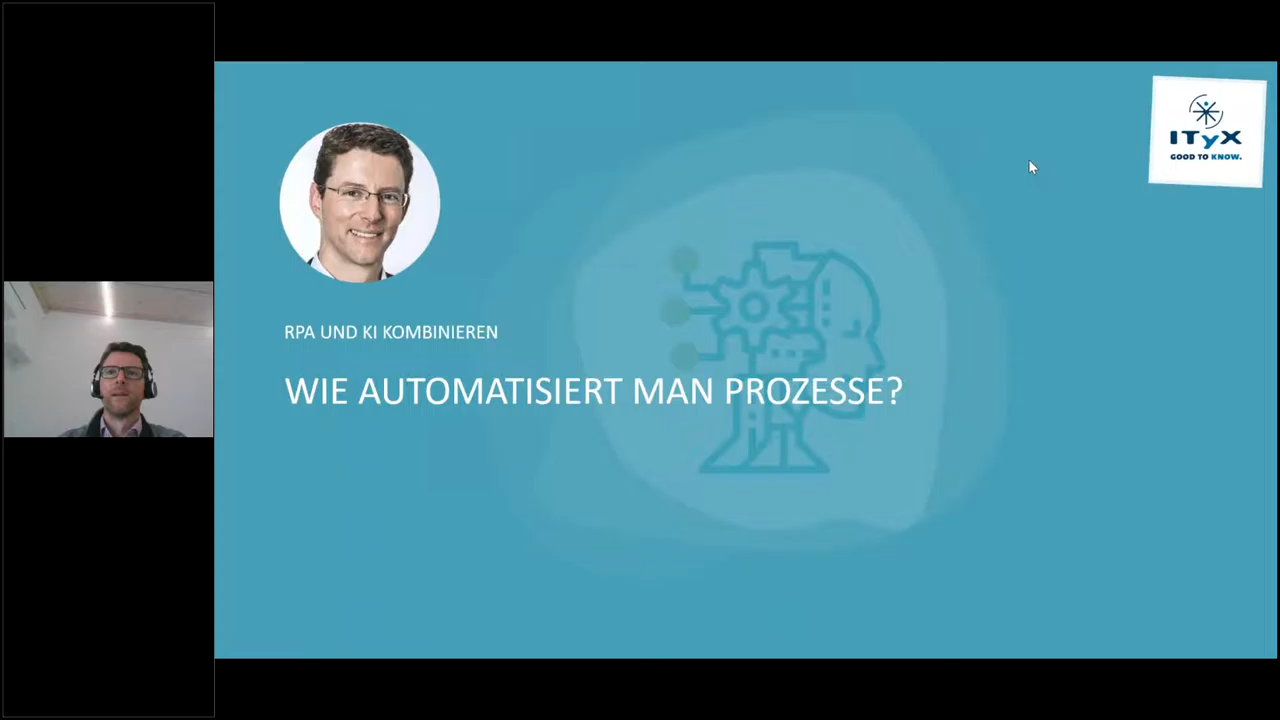 ITyX
GOOD TO KNOW.
RPA UND KI KOMBINIEREN
WIE AUTOMATISIERT MAN PROZESSE?